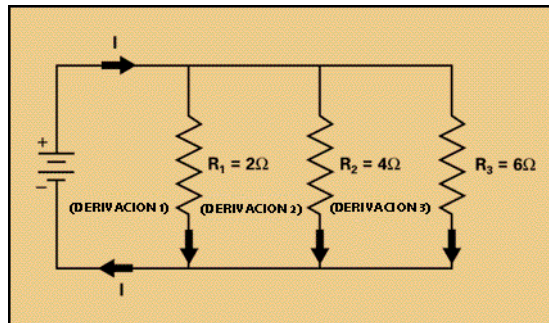 I
+
R1 = 2Ω
R2 = 4Ω
R3 = 6Ω
–
(DERIVACION 1)
(DERIVACION 2)
(DERIVACION 3)
I